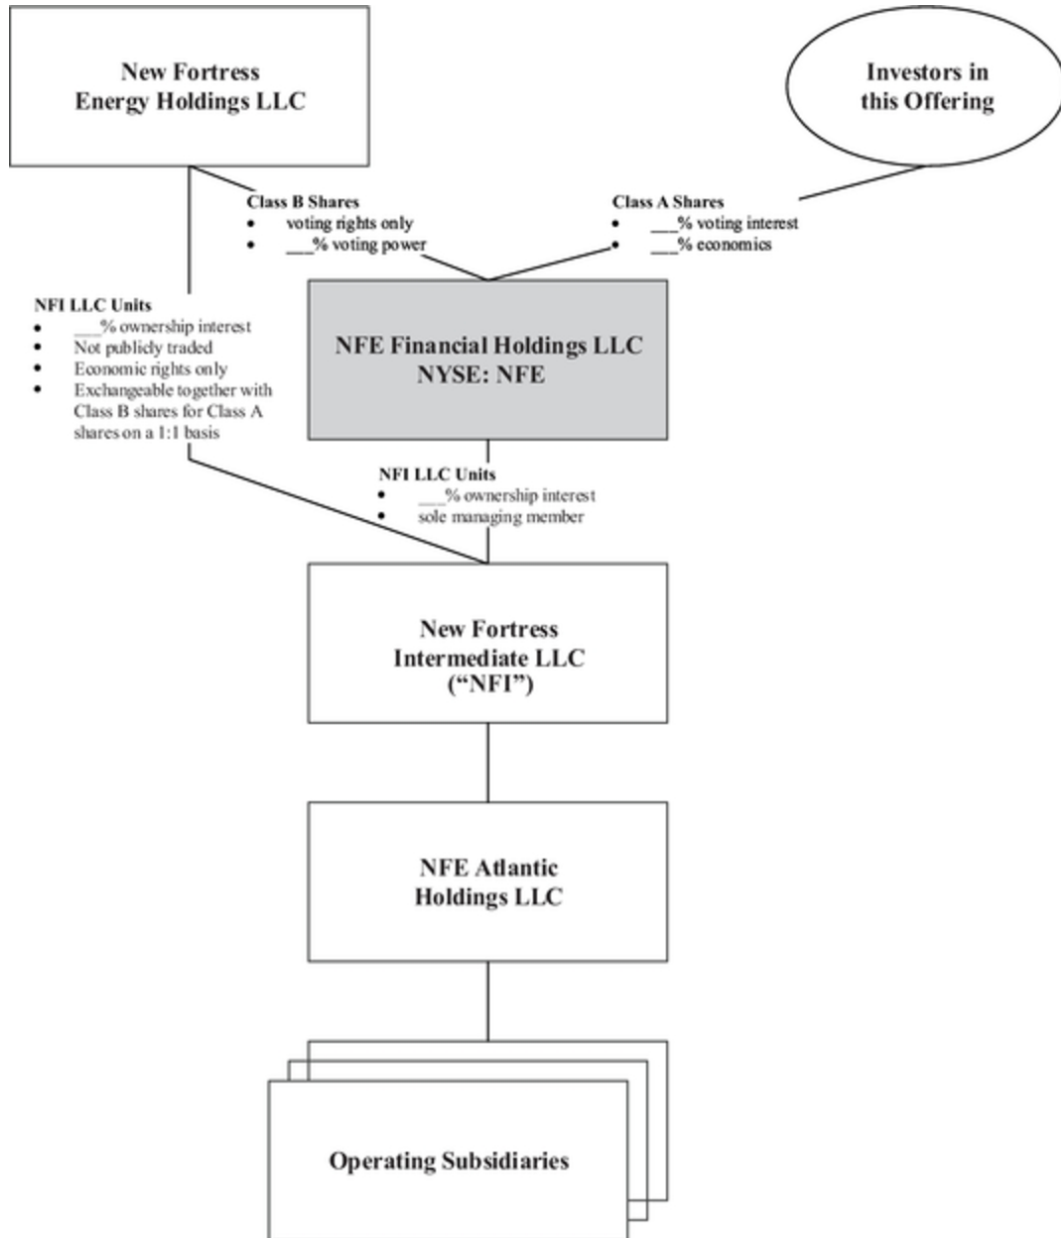 New Fortress
Energy Holdings LLC
Investors in
this Offering
Class B Shares
• voting rights only
• ___% voting power
Class A Shares
• ___% voting interest
• ___% economics
NFI LLC Units
• ___% ownership interest
• Not publicly traded
• Economic rights only
• Exchangeable together with
Class B shares for Class A
shares on a 1:1 basis
NFE Financial Holdings LLC
NYSE: NFE
NFI LLC Units
• ___% ownership interest
• sole managing member
New Fortress
Intermediate LLC
(“NFI”)
NFE Atlantic
Holdings LLC
Operating Subsidiaries